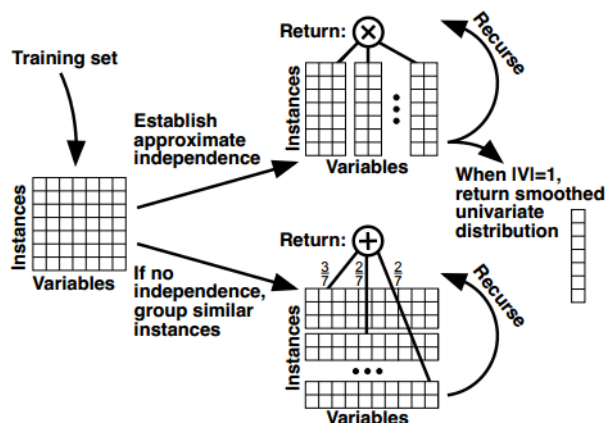 Training set
Instances
Variables
Establish
approximate
independence
If no
independence,
group similar
instances
Return: ×
Instances
Variables
Recurse
When |V|=1,
return smoothed
univariate
distribution
Return: +
3/7 2/7 2/7
Instances
Variables
Recurse